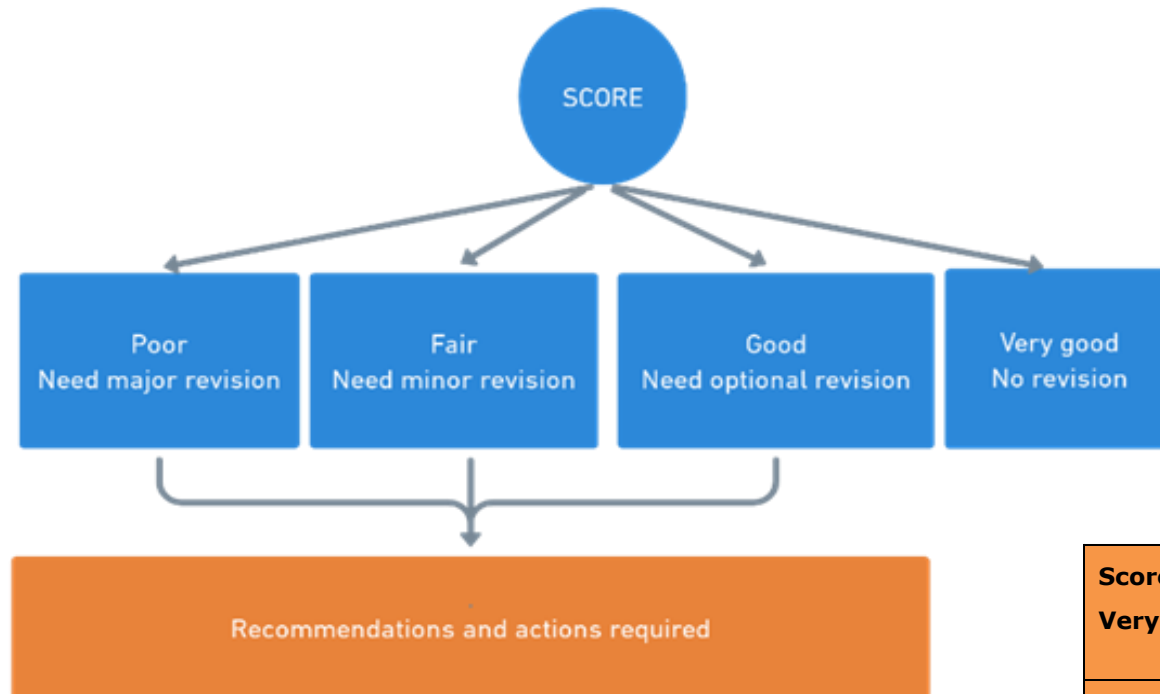 SCORE
Poor
Need major revision
Fair
Need minor revision
Good
Need optional revision
Very good
No revision
Recommendations and actions required
Very